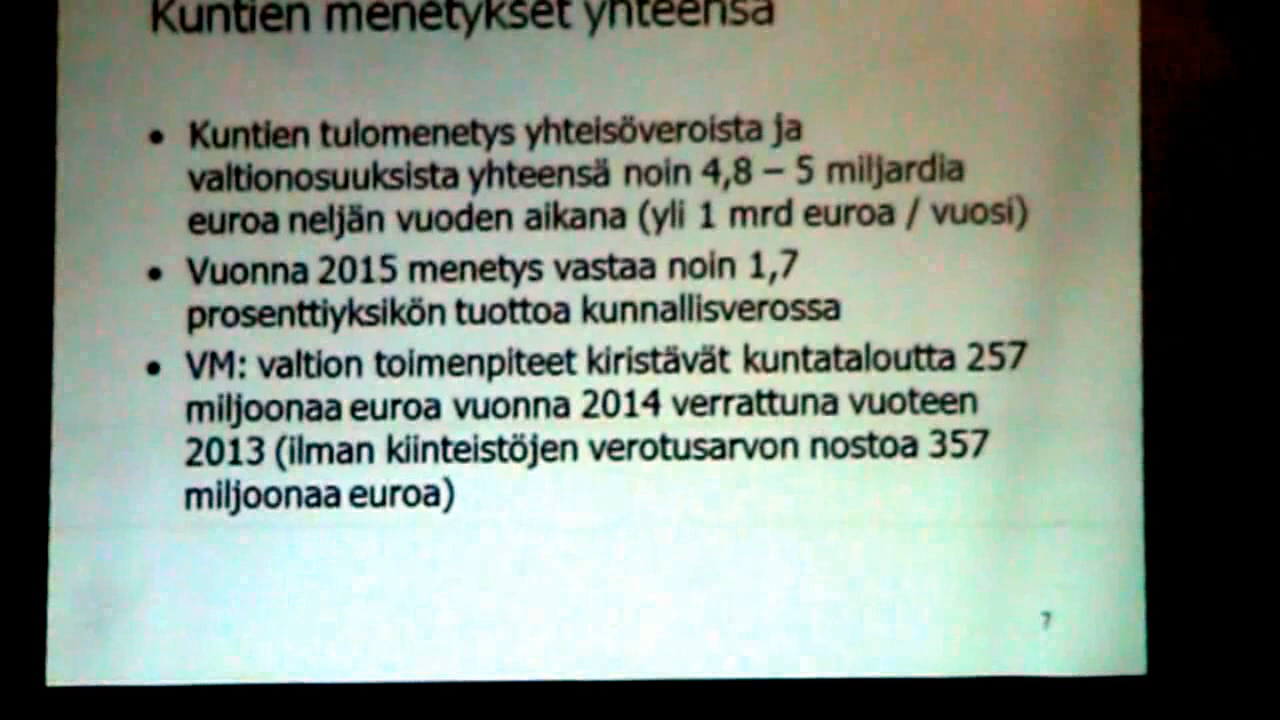 Kuntien menetykset yhteensä
• Kuntien tulomenetys yhteisöveroista ja
valtionosuuksista yhteensä noin 4,8 – 5 miljardia
euroa neljän vuoden aikana (yli 1 mrd euroa / vuosi)
• Vuonna 2015 menetys vastaa noin 1,7
prosenttiyksikön tuottoa kunnallisverossa
• VM: valtion toimenpiteet kiristävät kuntataloutta 257
miljoonaa euroa vuonna 2014 verrattuna vuoteen
2013 (ilman kiinteistöjen verotusarvon nostoa 357
miljoonaa euroa)
7